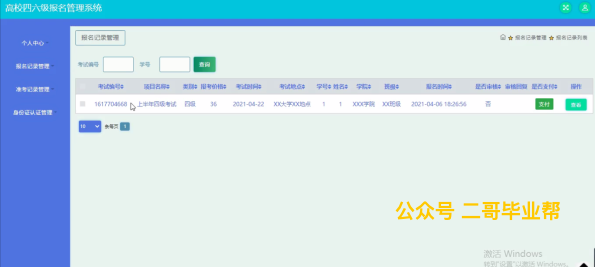 高校四六级报名管理系统
个人中心
报名记录管理
准考记录管理
身份证认证管理
报名记录管理
报名记录管理 报名记录列表
考试编号 学号 查询
考试编号 项目名称 类别 报考价格 考试时间 考试地点 学号 姓名 学院 班级 报名时间 是否审核 审核回复 是否支付 操作
1617704668 上半年四级考试 四级 36 2021-04-22 XX大学XX地点 1 1 XXX学院 XX班级 2021-04-06 18:26:56 否 支付
10 条每页 1
公众号 二哥毕业帮
激活 Windows
转到"设置"以激活 Windows。